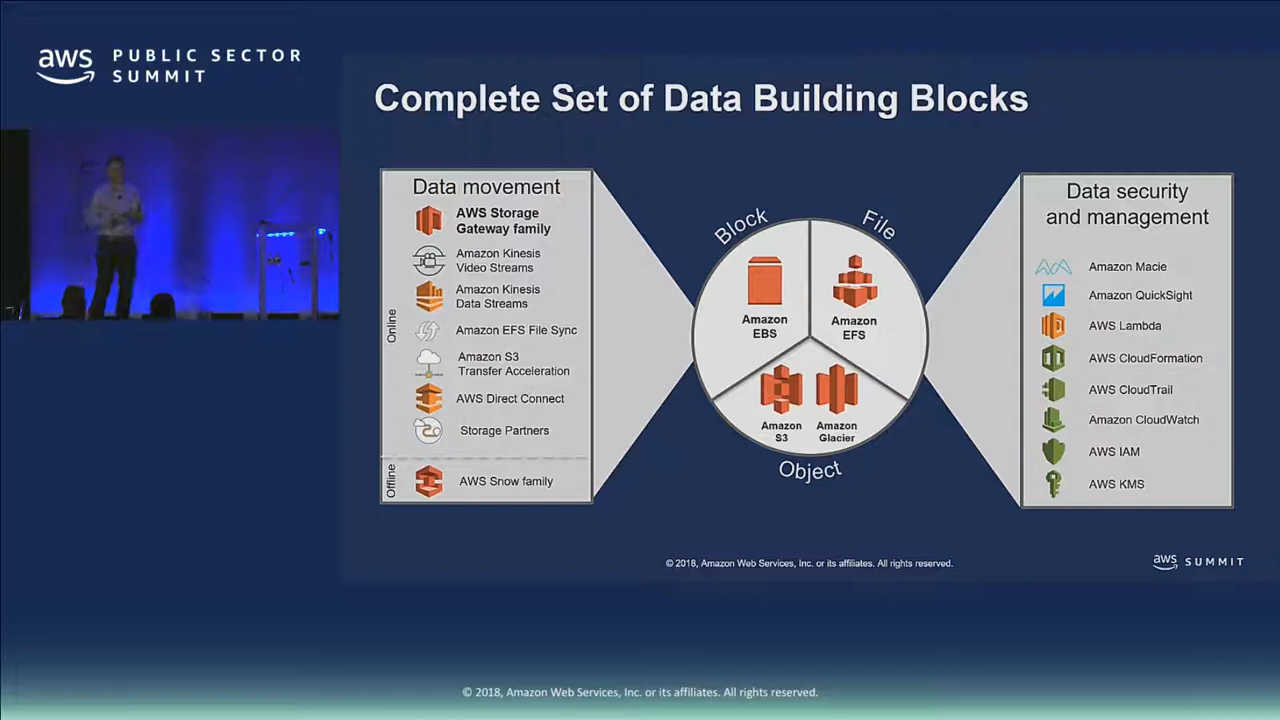 aws PUBLIC SECTOR
SUMMIT
Complete Set of Data Building Blocks
Data movement
AWS Storage
Gateway family
Amazon Kinesis
Video Streams
Amazon Kinesis
Data Streams
Amazon EFS File Sync
Amazon S3
Transfer Acceleration
AWS Direct Connect
Storage Partners
AWS Snow family
Online
Offline
Block
File
Object
Amazon
EBS
Amazon
EFS
Amazon
S3
Amazon
Glacier
Data security
and management
Amazon Macie
Amazon QuickSight
AWS Lambda
AWS CloudFormation
AWS CloudTrail
Amazon CloudWatch
AWS IAM
AWS KMS
© 2018, Amazon Web Services, Inc. or its affiliates. All rights reserved.
aws SUMMIT
© 2018, Amazon Web Services, Inc. or its affiliates. All rights reserved.